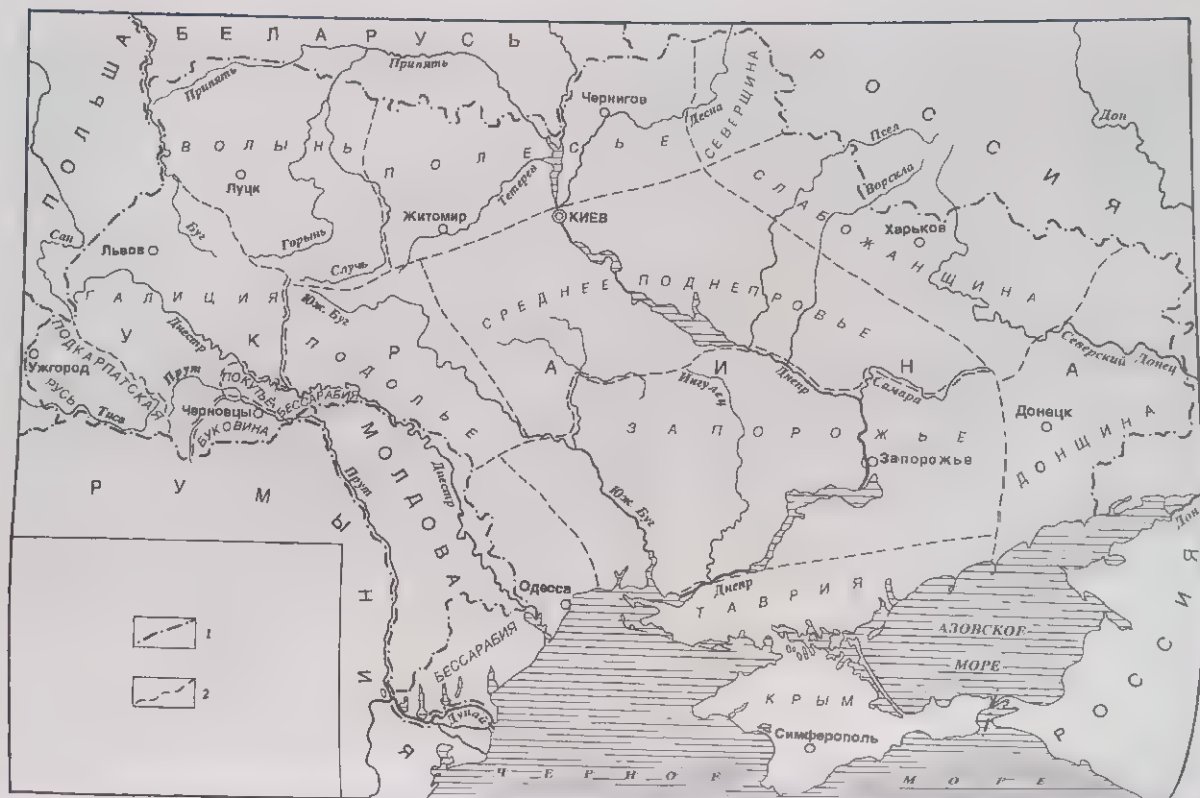 БЕЛАРУСЬ
ПОЛЬША
РОССИЯ
Припять
Припять
Чернигов
Десна
СЕВЕРЩИНА
Псел
Дон
ВОЛЫНЬ
ПОЛЕСЬЕ
Луцк
Тетерев
Ворскла
СЛАБОЖАНЩИНА
Житомир
КИЕВ
Харьков
Сан
Львов
Буг
Горынь
Случь
ГАЛИЦИЯ
Юж. Буг
СРЕДНЕЕ ПОДНЕПРОВЬЕ
УКРАИНА
Днестр
ПОДОЛЬЕ
Северский Донец
ПОДКАРПАТСКАЯ
РУСЬ
Ужгород
Прут
ПОКУТЬЕ
БЕССАРАБИЯ
Ингулец
Днепр
Самара
Тиса
Черновцы
БУКОВИНА
Донецк
ДОНЩИНА
ЗАПОРОЖЬЕ
Запорожье
МОЛДОВА
Днестр
Прут
Юж. Буг
РУМЫНИЯ
Дон
Одесса
Днепр
ТАВРИЯ
АЗОВСКОЕ
МОРЕ
РОССИЯ
БЕССАРАБИЯ
1
2
КРЫМ
Дунай
Симферополь
ЧЕРНОЕ МОРЕ